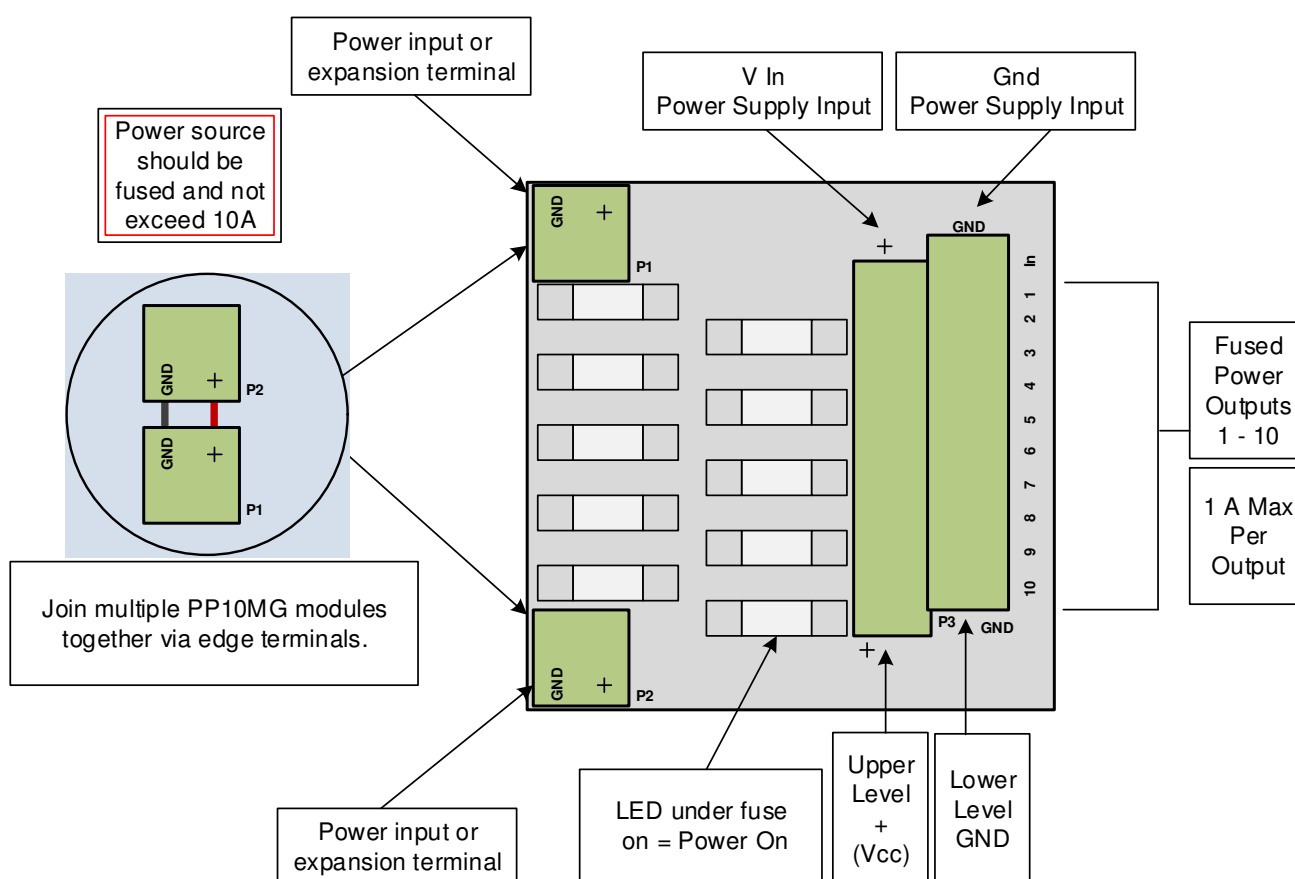 Power input or
expansion terminal
V In
Power Supply Input
Gnd
Power Supply Input
Power source
should be
fused and not
exceed 10A
GND
+
P1
+
GND
In
1
2
3
4
5
6
7
8
9
10
Fused
Power
Outputs
1 - 10
1 A Max
Per
Output
GND
+
P2
GND
+
P1
Join multiple PP10MG modules
together via edge terminals.
GND
+
P2
+
P3
GND
Power input or
expansion terminal
LED under fuse
on = Power On
Upper
Level
+
(Vcc)
Lower
Level
GND